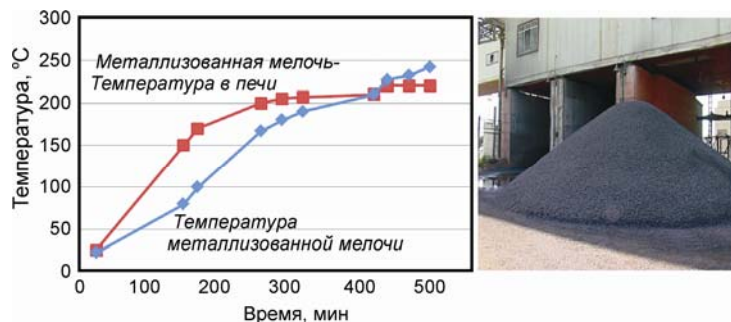 300
250
200
150
100
50
0
Температура, °С
Металлизованная мелочь-
Температура в печи
Температура
металлизованной мелочи
0 100 200 300 400 500
Время, мин